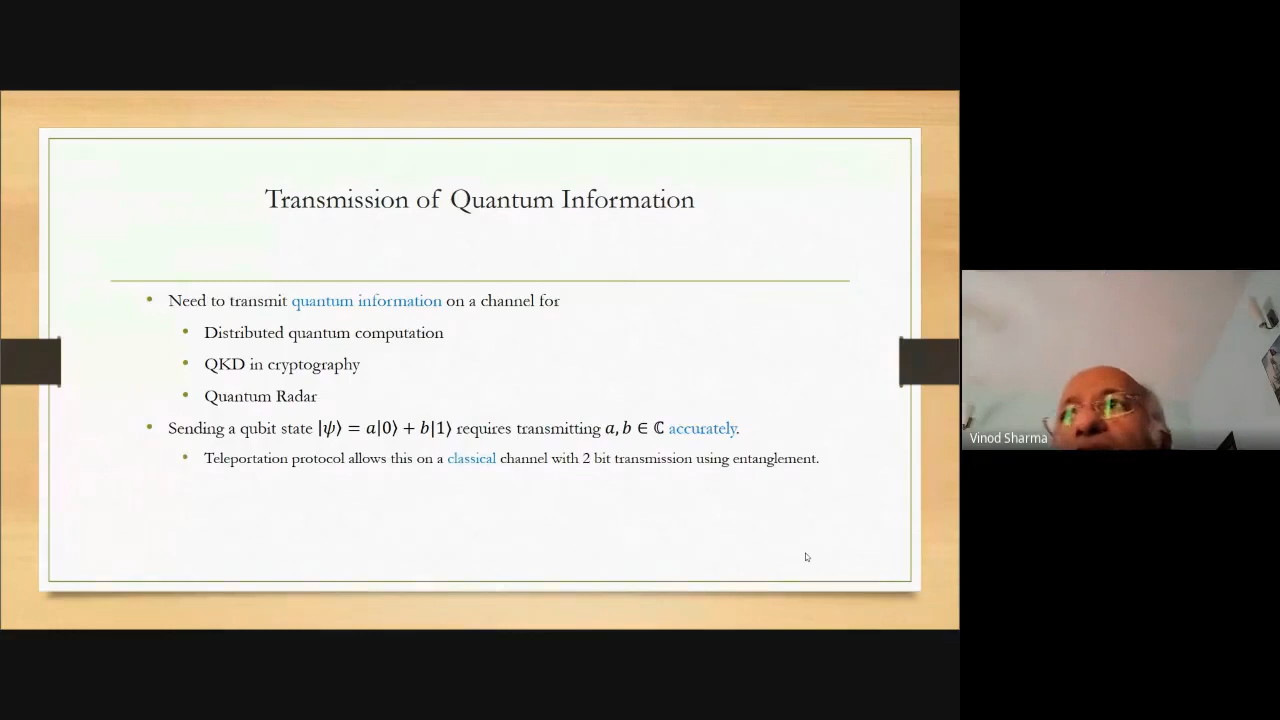 Transmission of Quantum Information
• Need to transmit quantum information on a channel for
• Distributed quantum computation
• QKD in cryptography
• Quantum Radar
• Sending a qubit state |ψ⟩ = a|0⟩ + b|1⟩ requires transmitting a, b ∈ ℂ accurately.
• Teleportation protocol allows this on a classical channel with 2 bit transmission using entanglement.
Vinod Sharma